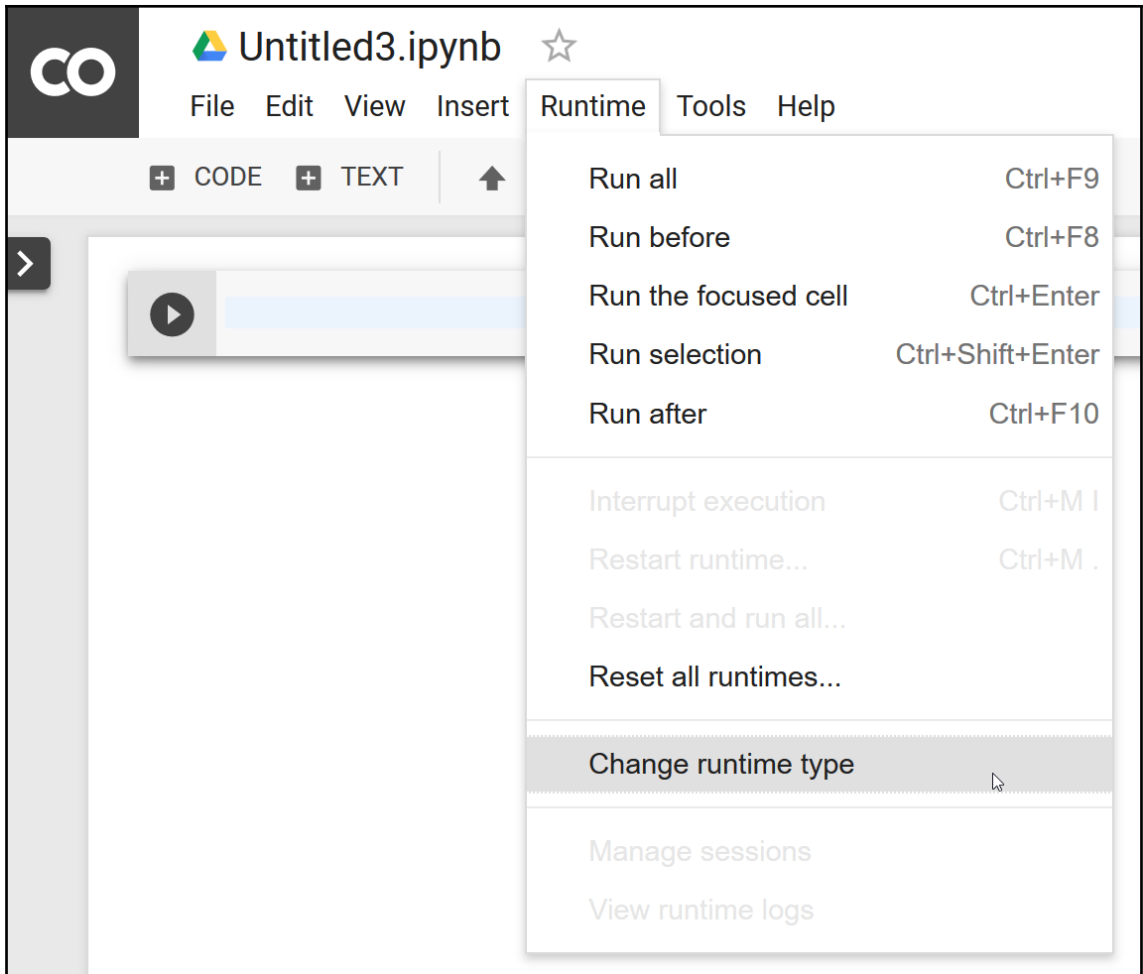 CO Untitled3.ipynb
File Edit View Insert Runtime Tools Help
CODE TEXT
Run all Ctrl+F9
Run before Ctrl+F8
Run the focused cell Ctrl+Enter
Run selection Ctrl+Shift+Enter
Run after Ctrl+F10
Interrupt execution Ctrl+M I
Restart runtime... Ctrl+M .
Restart and run all...
Reset all runtimes...
Change runtime type
Manage sessions
View runtime logs